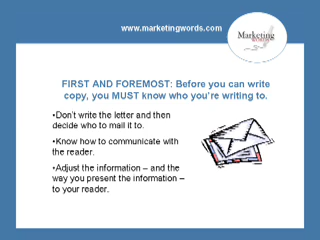 www.marketingwords.com
Marketing
WORDS
FIRST AND FOREMOST: Before you can write
copy, you MUST know who you're writing to.
•Don't write the letter and then
decide who to mail it to.
•Know how to communicate with
the reader.
•Adjust the information – and the
way you present the information –
to your reader.